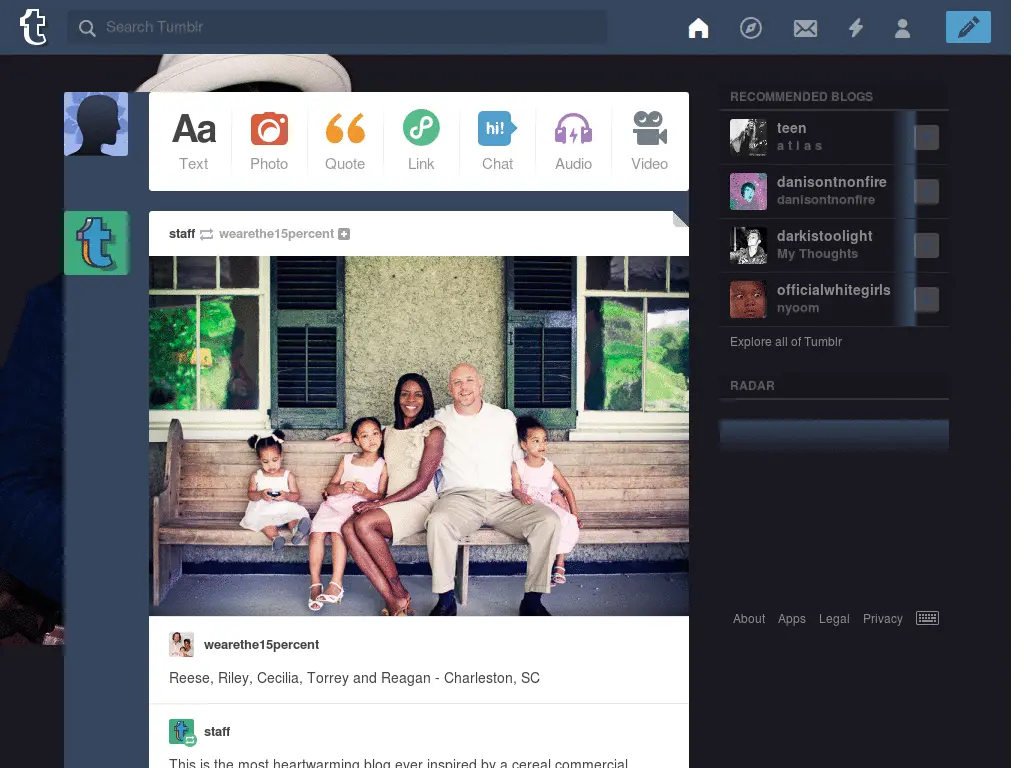 Search Tumblr
Aa
Text
Photo
Quote
Link
hi!
Chat
Audio
Video
staff wearethe15percent
wearethe15percent
Reese, Riley, Cecilia, Torrey and Reagan - Charleston, SC
staff
This is the most heartwarming blog ever inspired by a cereal commercial
RECOMMENDED BLOGS
teen
a t l a s
danisontnonfire
danisontnonfire
darkistoolight
My Thoughts
officialwhitegirls
nyoom
Explore all of Tumblr
RADAR
About Apps Legal Privacy